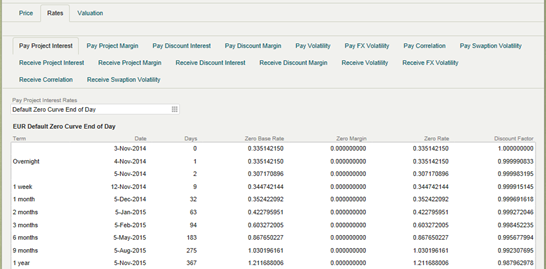 Price Rates Valuation
Pay Project Interest Pay Project Margin Pay Discount Interest Pay Discount Margin Pay Volatility Pay FX Volatility Pay Correlation Pay Swaption Volatility
Receive Project Interest Receive Project Margin Receive Discount Interest Receive Discount Margin Receive Volatility Receive FX Volatility
Receive Correlation Receive Swaption Volatility
Pay Project Interest Rates
Default Zero Curve End of Day
EUR Default Zero Curve End of Day
Term Date Days Zero Base Rate Zero Margin Zero Rate Discount Factor
3-Nov-2014 0 0.335142150 0.000000000 0.335142150 1.000000000
Overnight 4-Nov-2014 1 0.335142150 0.000000000 0.335142150 0.999990833
5-Nov-2014 2 0.307170896 0.000000000 0.307170896 0.999983195
1 week 12-Nov-2014 9 0.344742144 0.000000000 0.344742144 0.999915145
1 month 5-Dec-2014 32 0.352422092 0.000000000 0.352422092 0.999691618
2 months 5-Jan-2015 63 0.422795951 0.000000000 0.422795951 0.999272046
3 months 5-Feb-2015 94 0.603272005 0.000000000 0.603272005 0.998452235
6 months 5-May-2015 183 0.867650227 0.000000000 0.867650227 0.995677994
9 months 5-Aug-2015 275 1.030196161 0.000000000 1.030196161 0.992307695
1 year 5-Nov-2015 367 1.211688006 0.000000000 1.211688006 0.987962978